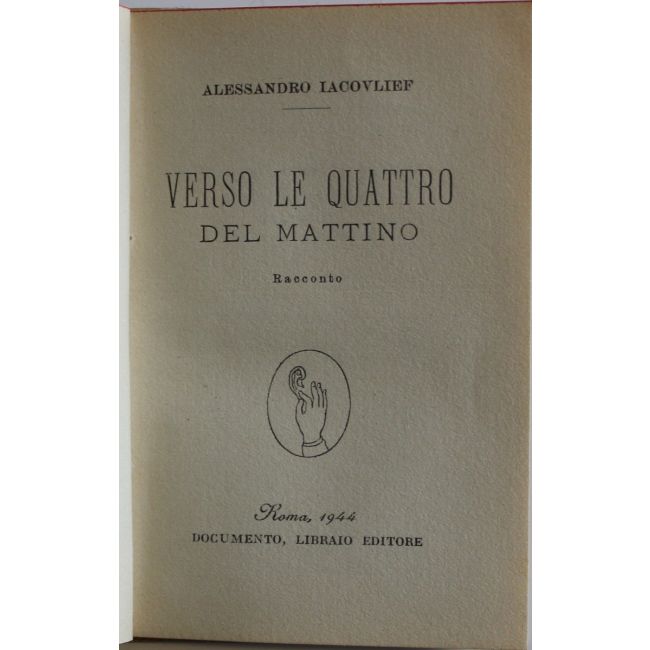 ALESSANDRO IACOVLIEF
VERSO LE QUATTRO
DEL MATTINO
Racconto
Roma, 1944
DOCUMENTO, LIBRAIO EDITORE